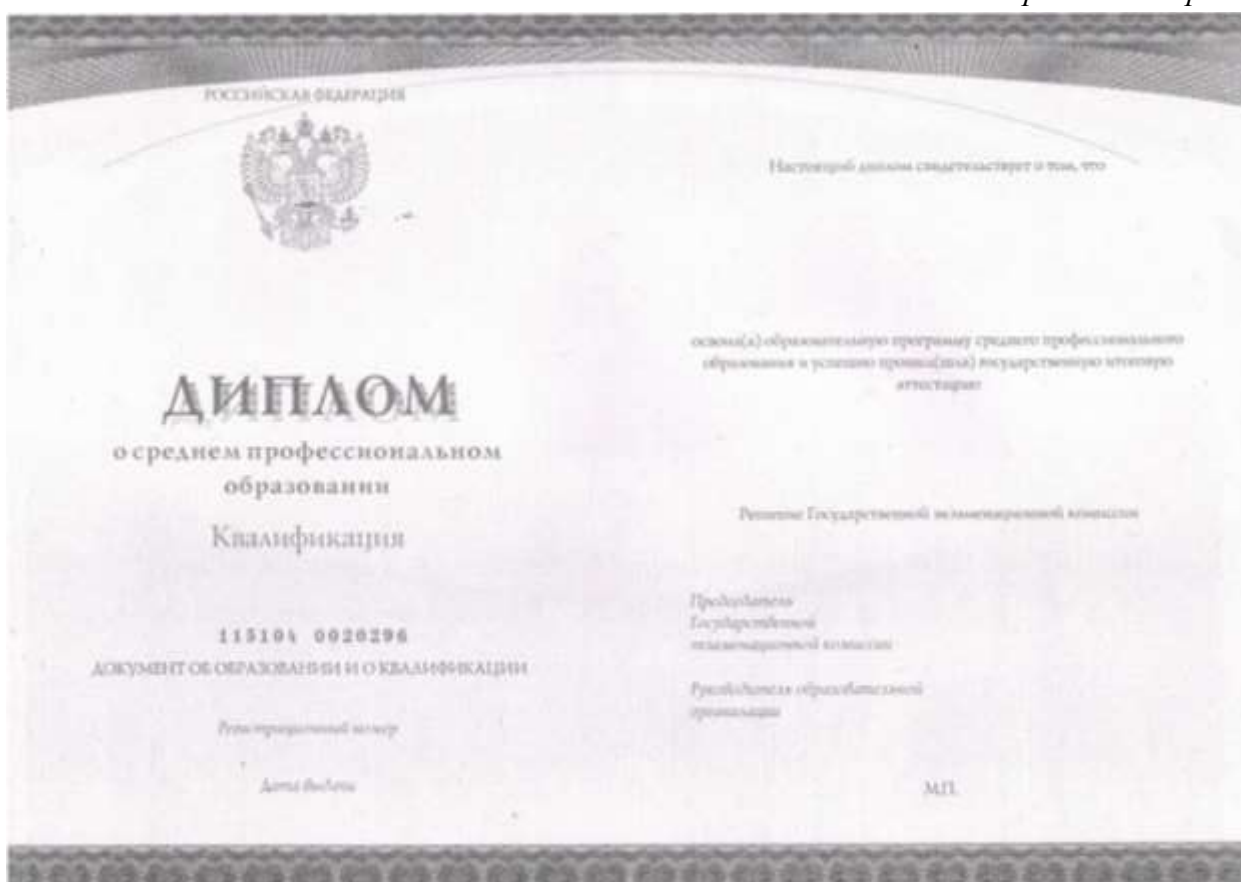 РОССИЙСКАЯ ФЕДЕРАЦИЯ
ДИПЛОМ
о среднем профессиональном
образовании
Квалификация
115104 0020296
ДОКУМЕНТ ОБ ОБРАЗОВАНИИ И О КВАЛИФИКАЦИИ
Регистрационный номер
Дата выдачи
Настоящий диплом свидетельствует о том, что
освоил(а) образовательную программу среднего профессионального
образования и успешно прошел(шла) государственную итоговую
аттестацию
Решение Государственной экзаменационной комиссии
Председатель
Государственной
экзаменационной комиссии
Руководитель образовательной
организации
М.П.